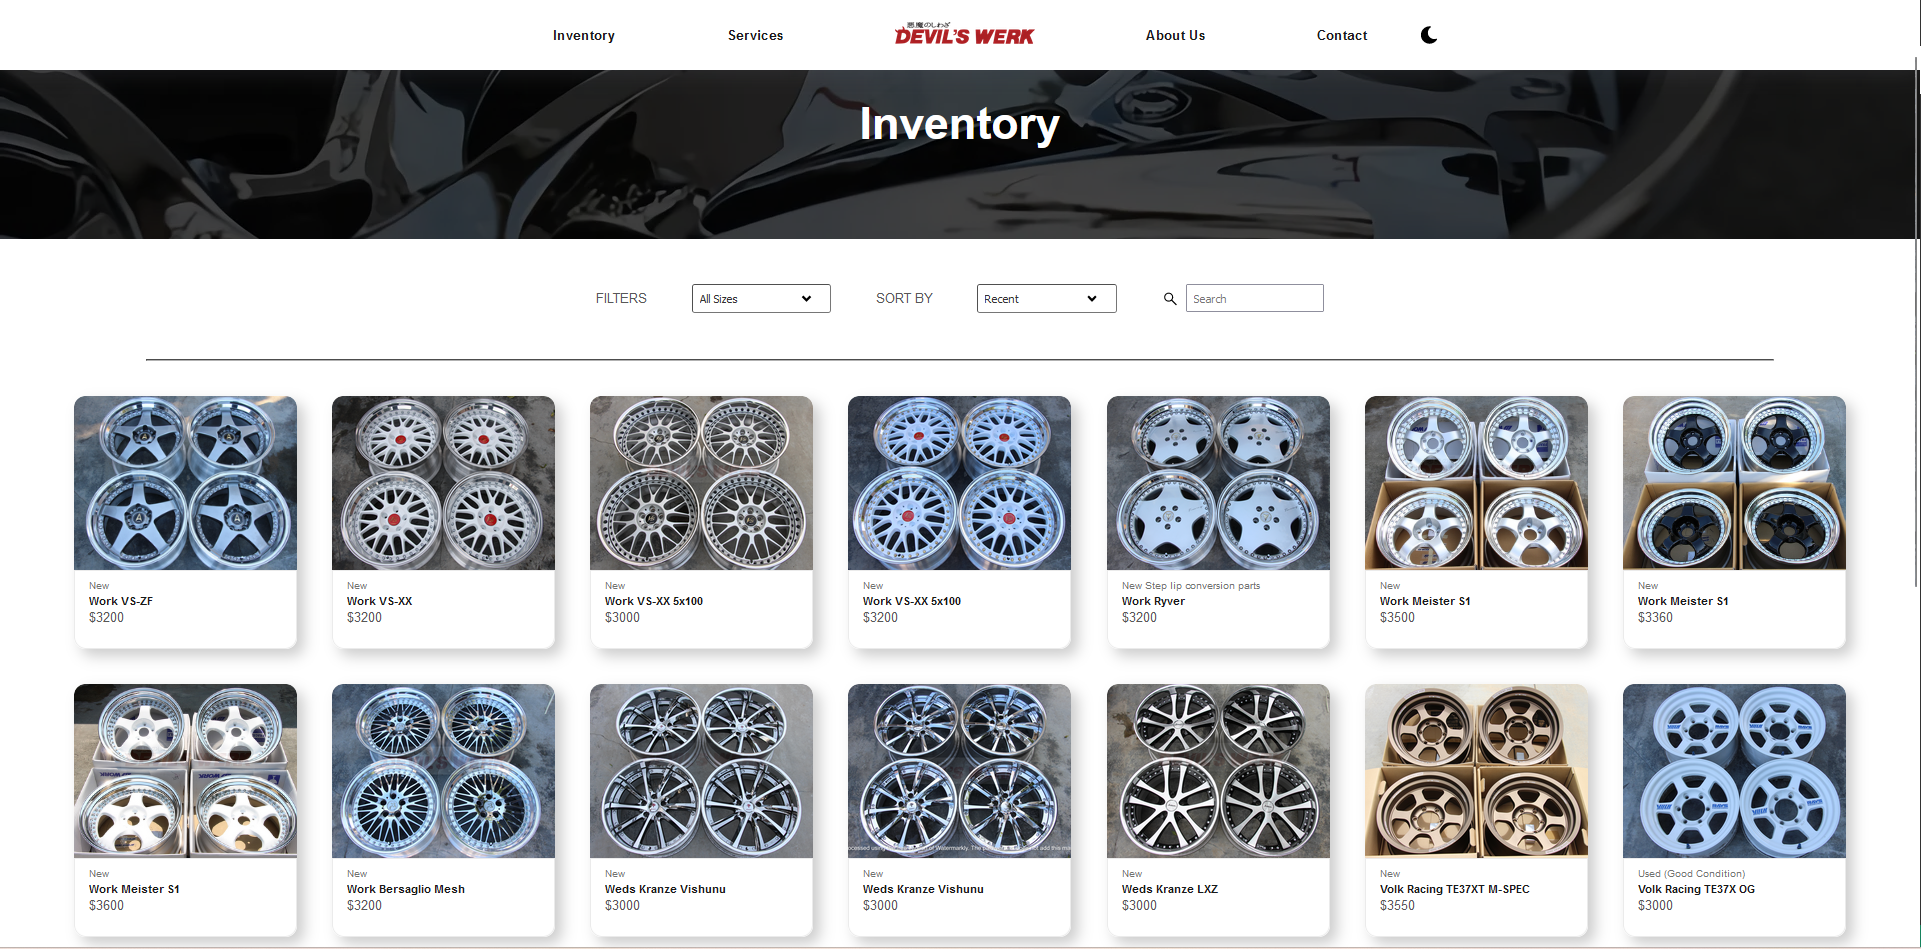 Inventory
Services
悪魔のしわざ
DEVIL'S WERK
About Us
Contact
Inventory
FILTERS
All Sizes
SORT BY
Recent
Search
New
Work VS-ZF
$3200
New
Work VS-XX
$3200
New
Work VS-XX 5x100
$3000
New
Work VS-XX 5x100
$3200
New Step lip conversion parts
Work Ryver
$3200
New
Work Meister S1
$3500
New
Work Meister S1
$3360
New
Work Meister S1
$3600
New
Work Bersaglio Mesh
$3200
New
Weds Kranze Vishunu
$3000
New
Weds Kranze Vishunu
$3000
New
Weds Kranze LXZ
$3000
New
Volk Racing TE37XT M-SPEC
$3550
Used (Good Condition)
Volk Racing TE37X OG
$3000